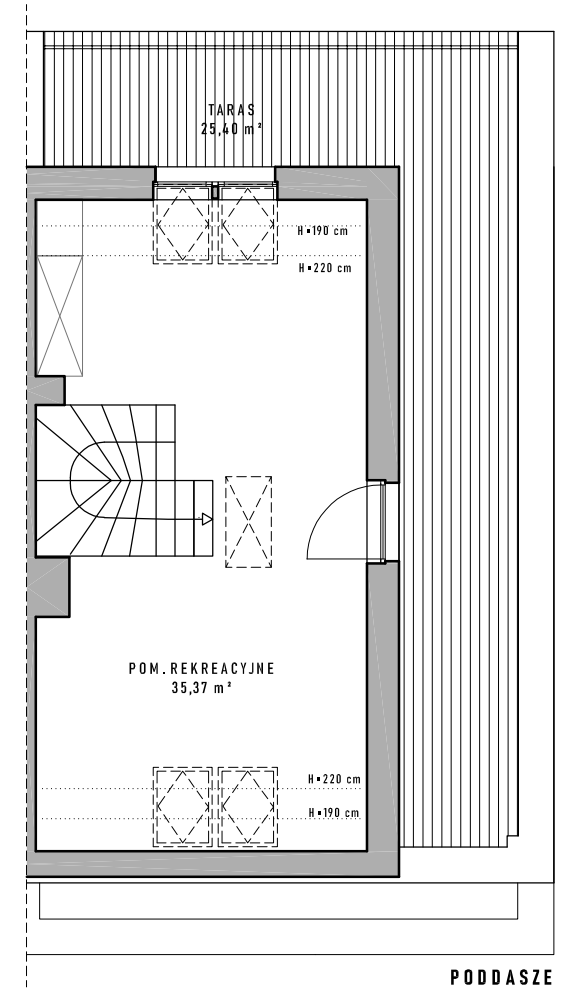 TARAS
25,40 m²
H=190 cm
H=220 cm
POM. REKREACYJNE
35,37 m²
H=220 cm
H=190 cm
PODDASZE